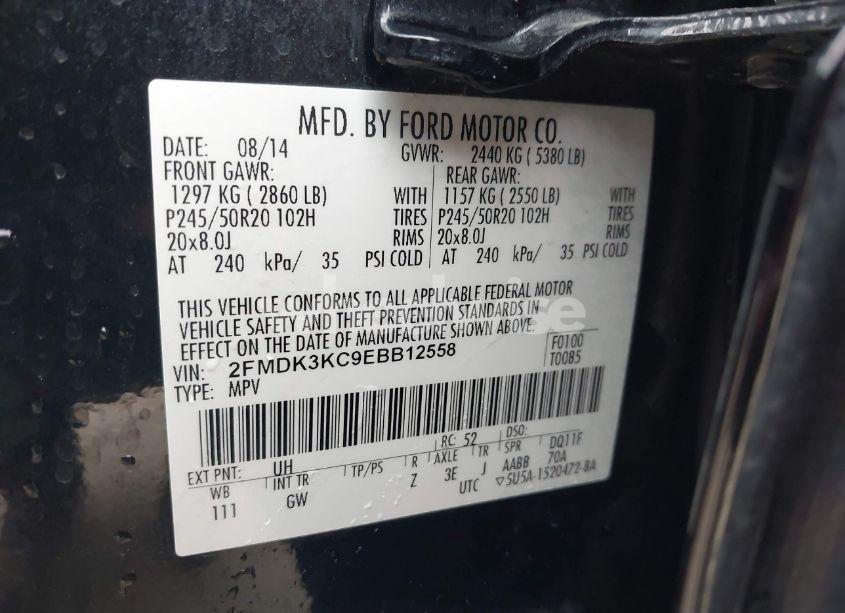 MFD. BY FORD MOTOR CO.
DATE: 08/14 GVWR: 2440 KG ( 5380 LB)
FRONT GAWR: REAR GAWR:
1297 KG ( 2860 LB) WITH 1157 KG ( 2550 LB) WITH
P245/50R20 102H TIRES P245/50R20 102H TIRES
20x8.0J RIMS 20x8.0J RIMS
AT 240 kPa/ 35 PSI COLD AT 240 kPa/ 35 PSI COLD
THIS VEHICLE CONFORMS TO ALL APPLICABLE FEDERAL MOTOR
VEHICLE SAFETY AND THEFT PREVENTION STANDARDS IN
EFFECT ON THE DATE OF MANUFACTURE SHOWN ABOVE.
VIN: 2FMDK3KC9EBB12558 F0100
TYPE: MPV T0085
EXT PNT: UH RC: 52 DSO:
WB INT TR TP/PS R AXLE TR SPR DQ11F
111 GW Z 3E J AABB 70A
UTC ▽5U5A-1520472-BA